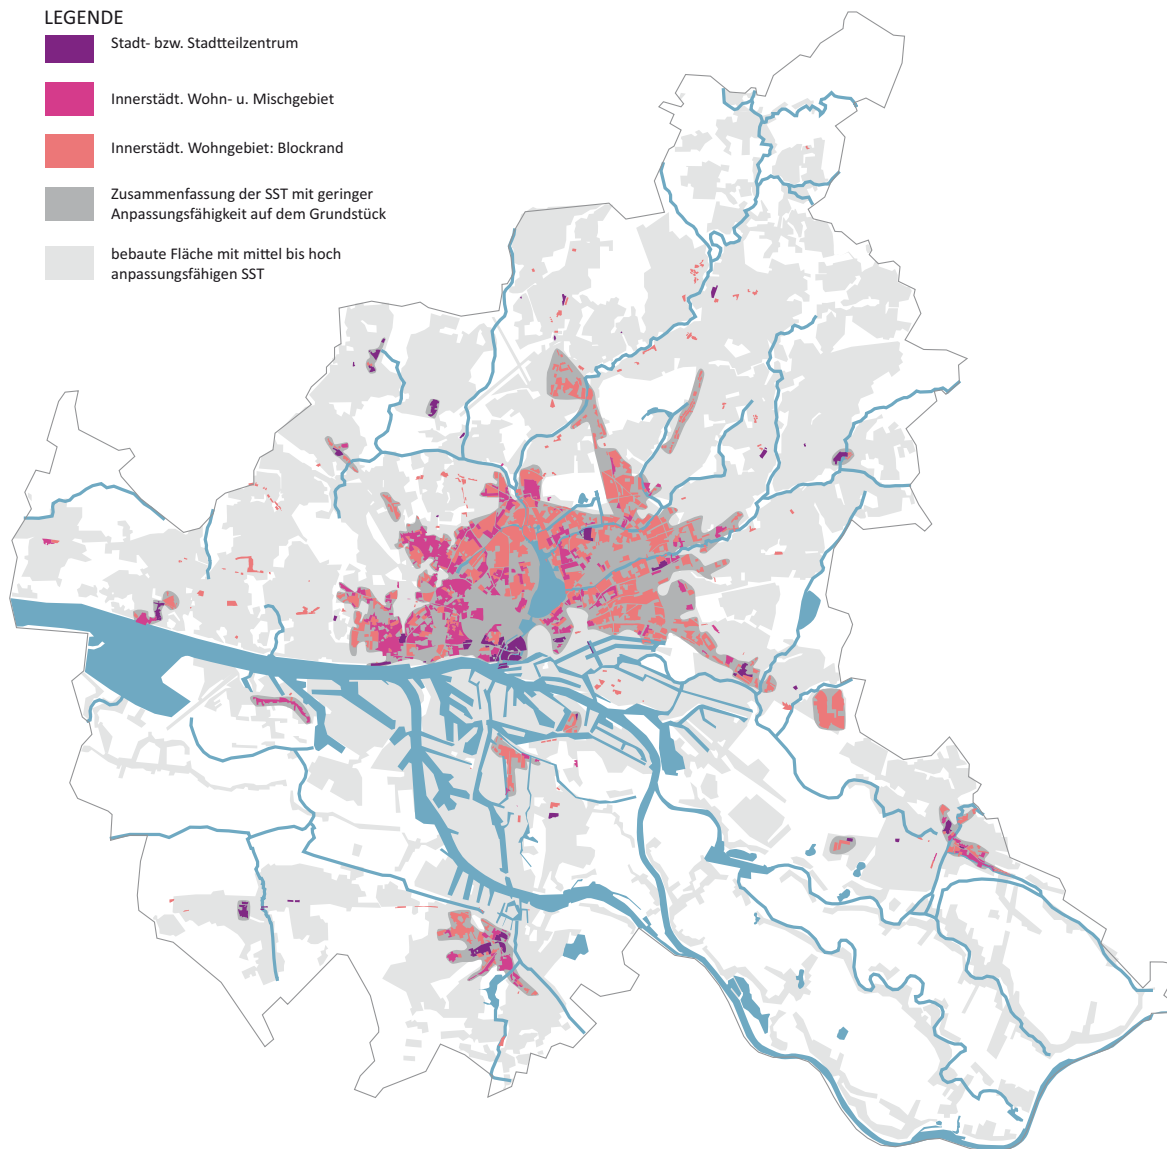 LEGENDE
Stadt- bzw. Stadtteilzentrum
Innerstädt. Wohn- u. Mischgebiet
Innerstädt. Wohngebiet: Blockrand
Zusammenfassung der SST mit geringer
Anpassungsfähigkeit auf dem Grundstück
bebaute Fläche mit mittel bis hoch
anpassungsfähigen SST